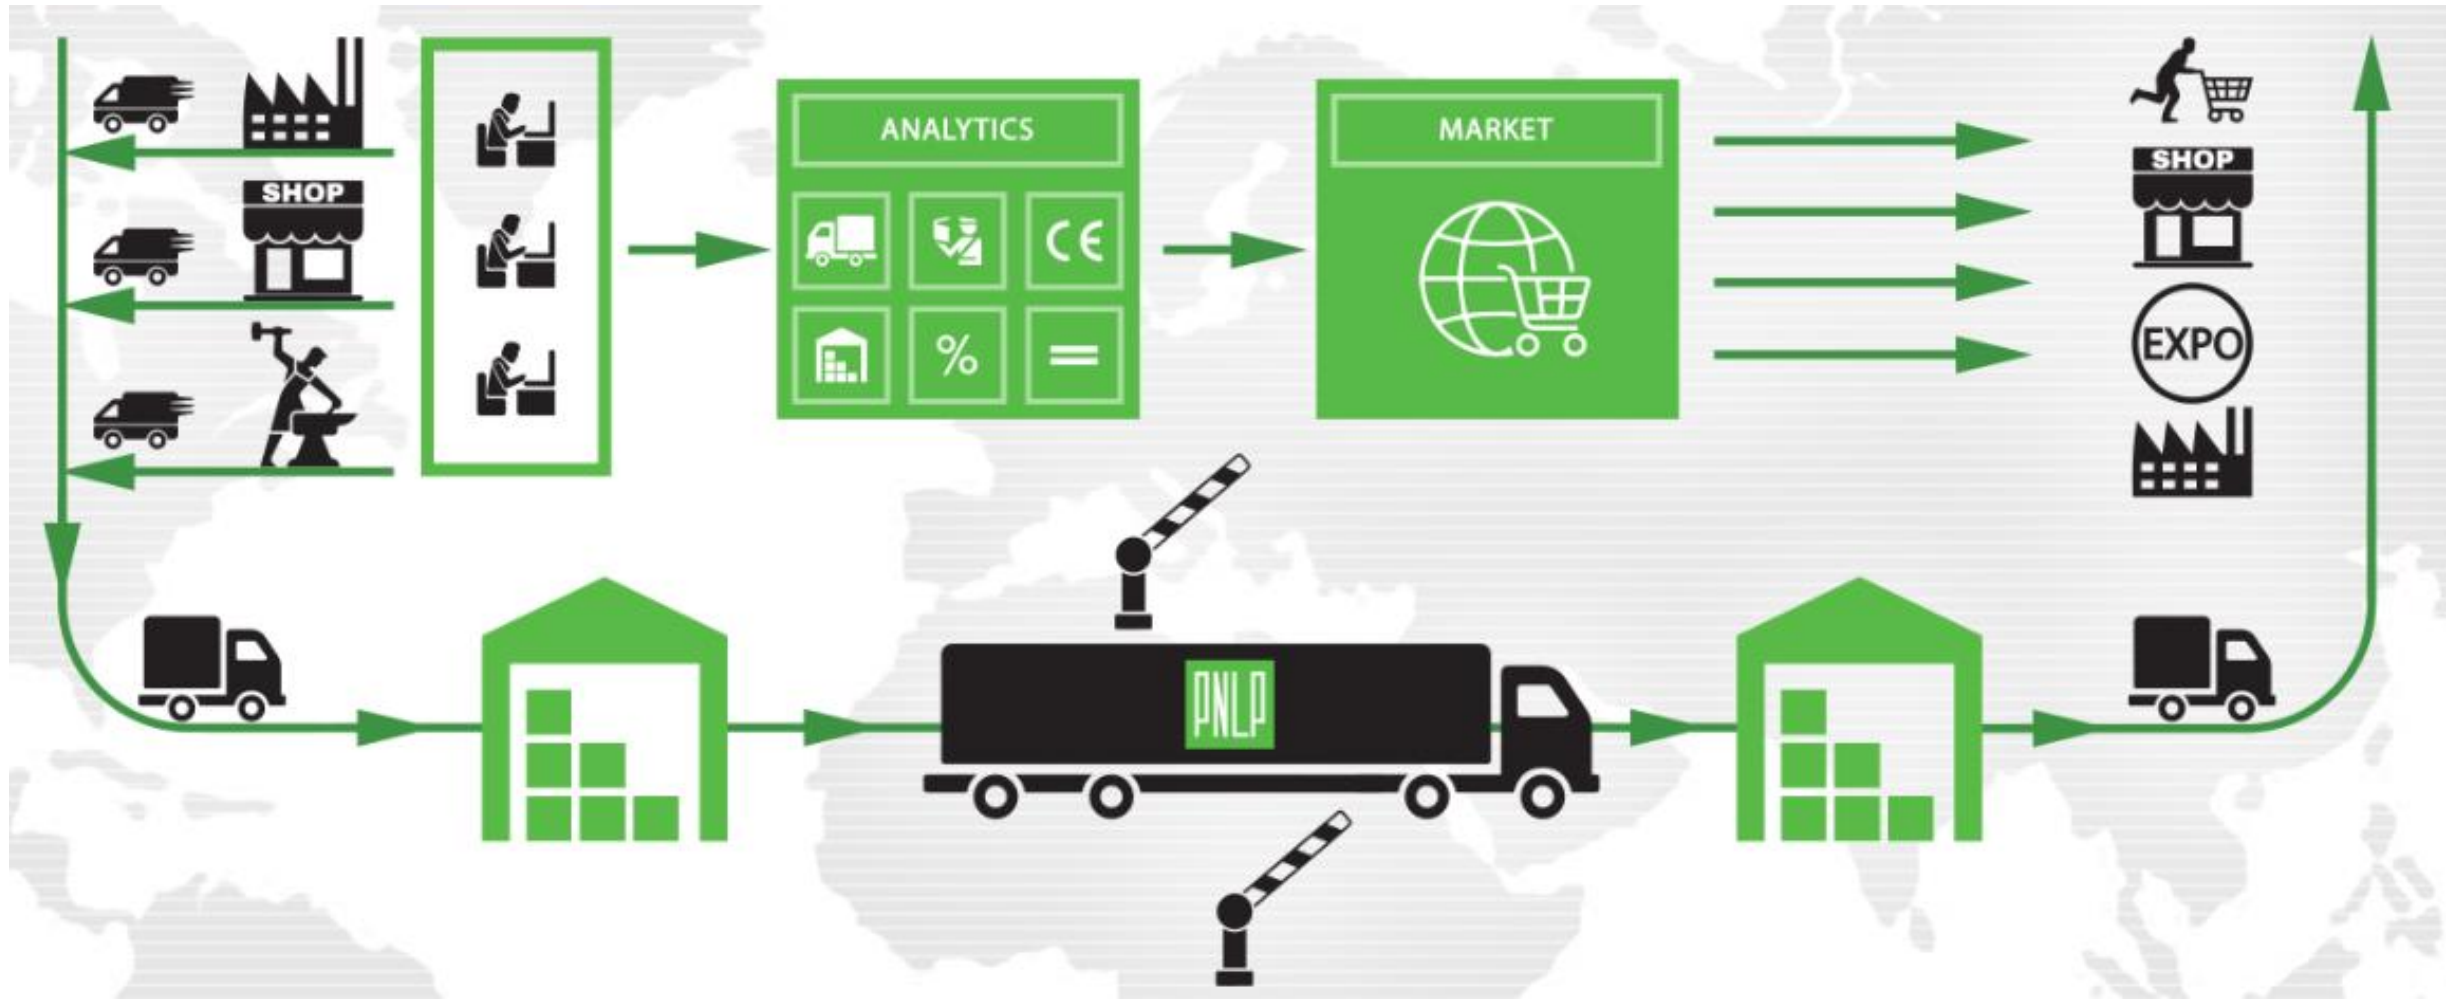 SHOP
ANALYTICS
CE
%
=
MARKET
SHOP
EXPO
PNLP